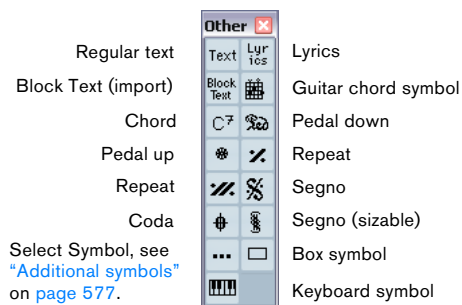 Other
Regular text Text Lyr ics Lyrics
Block Text (import) Block Text Guitar chord symbol
Chord C7 Ped Pedal down
Pedal up Repeat
Repeat Segno
Coda Segno (sizable)
Select Symbol, see
"Additional symbols"
on page 577.
Box symbol
Keyboard symbol